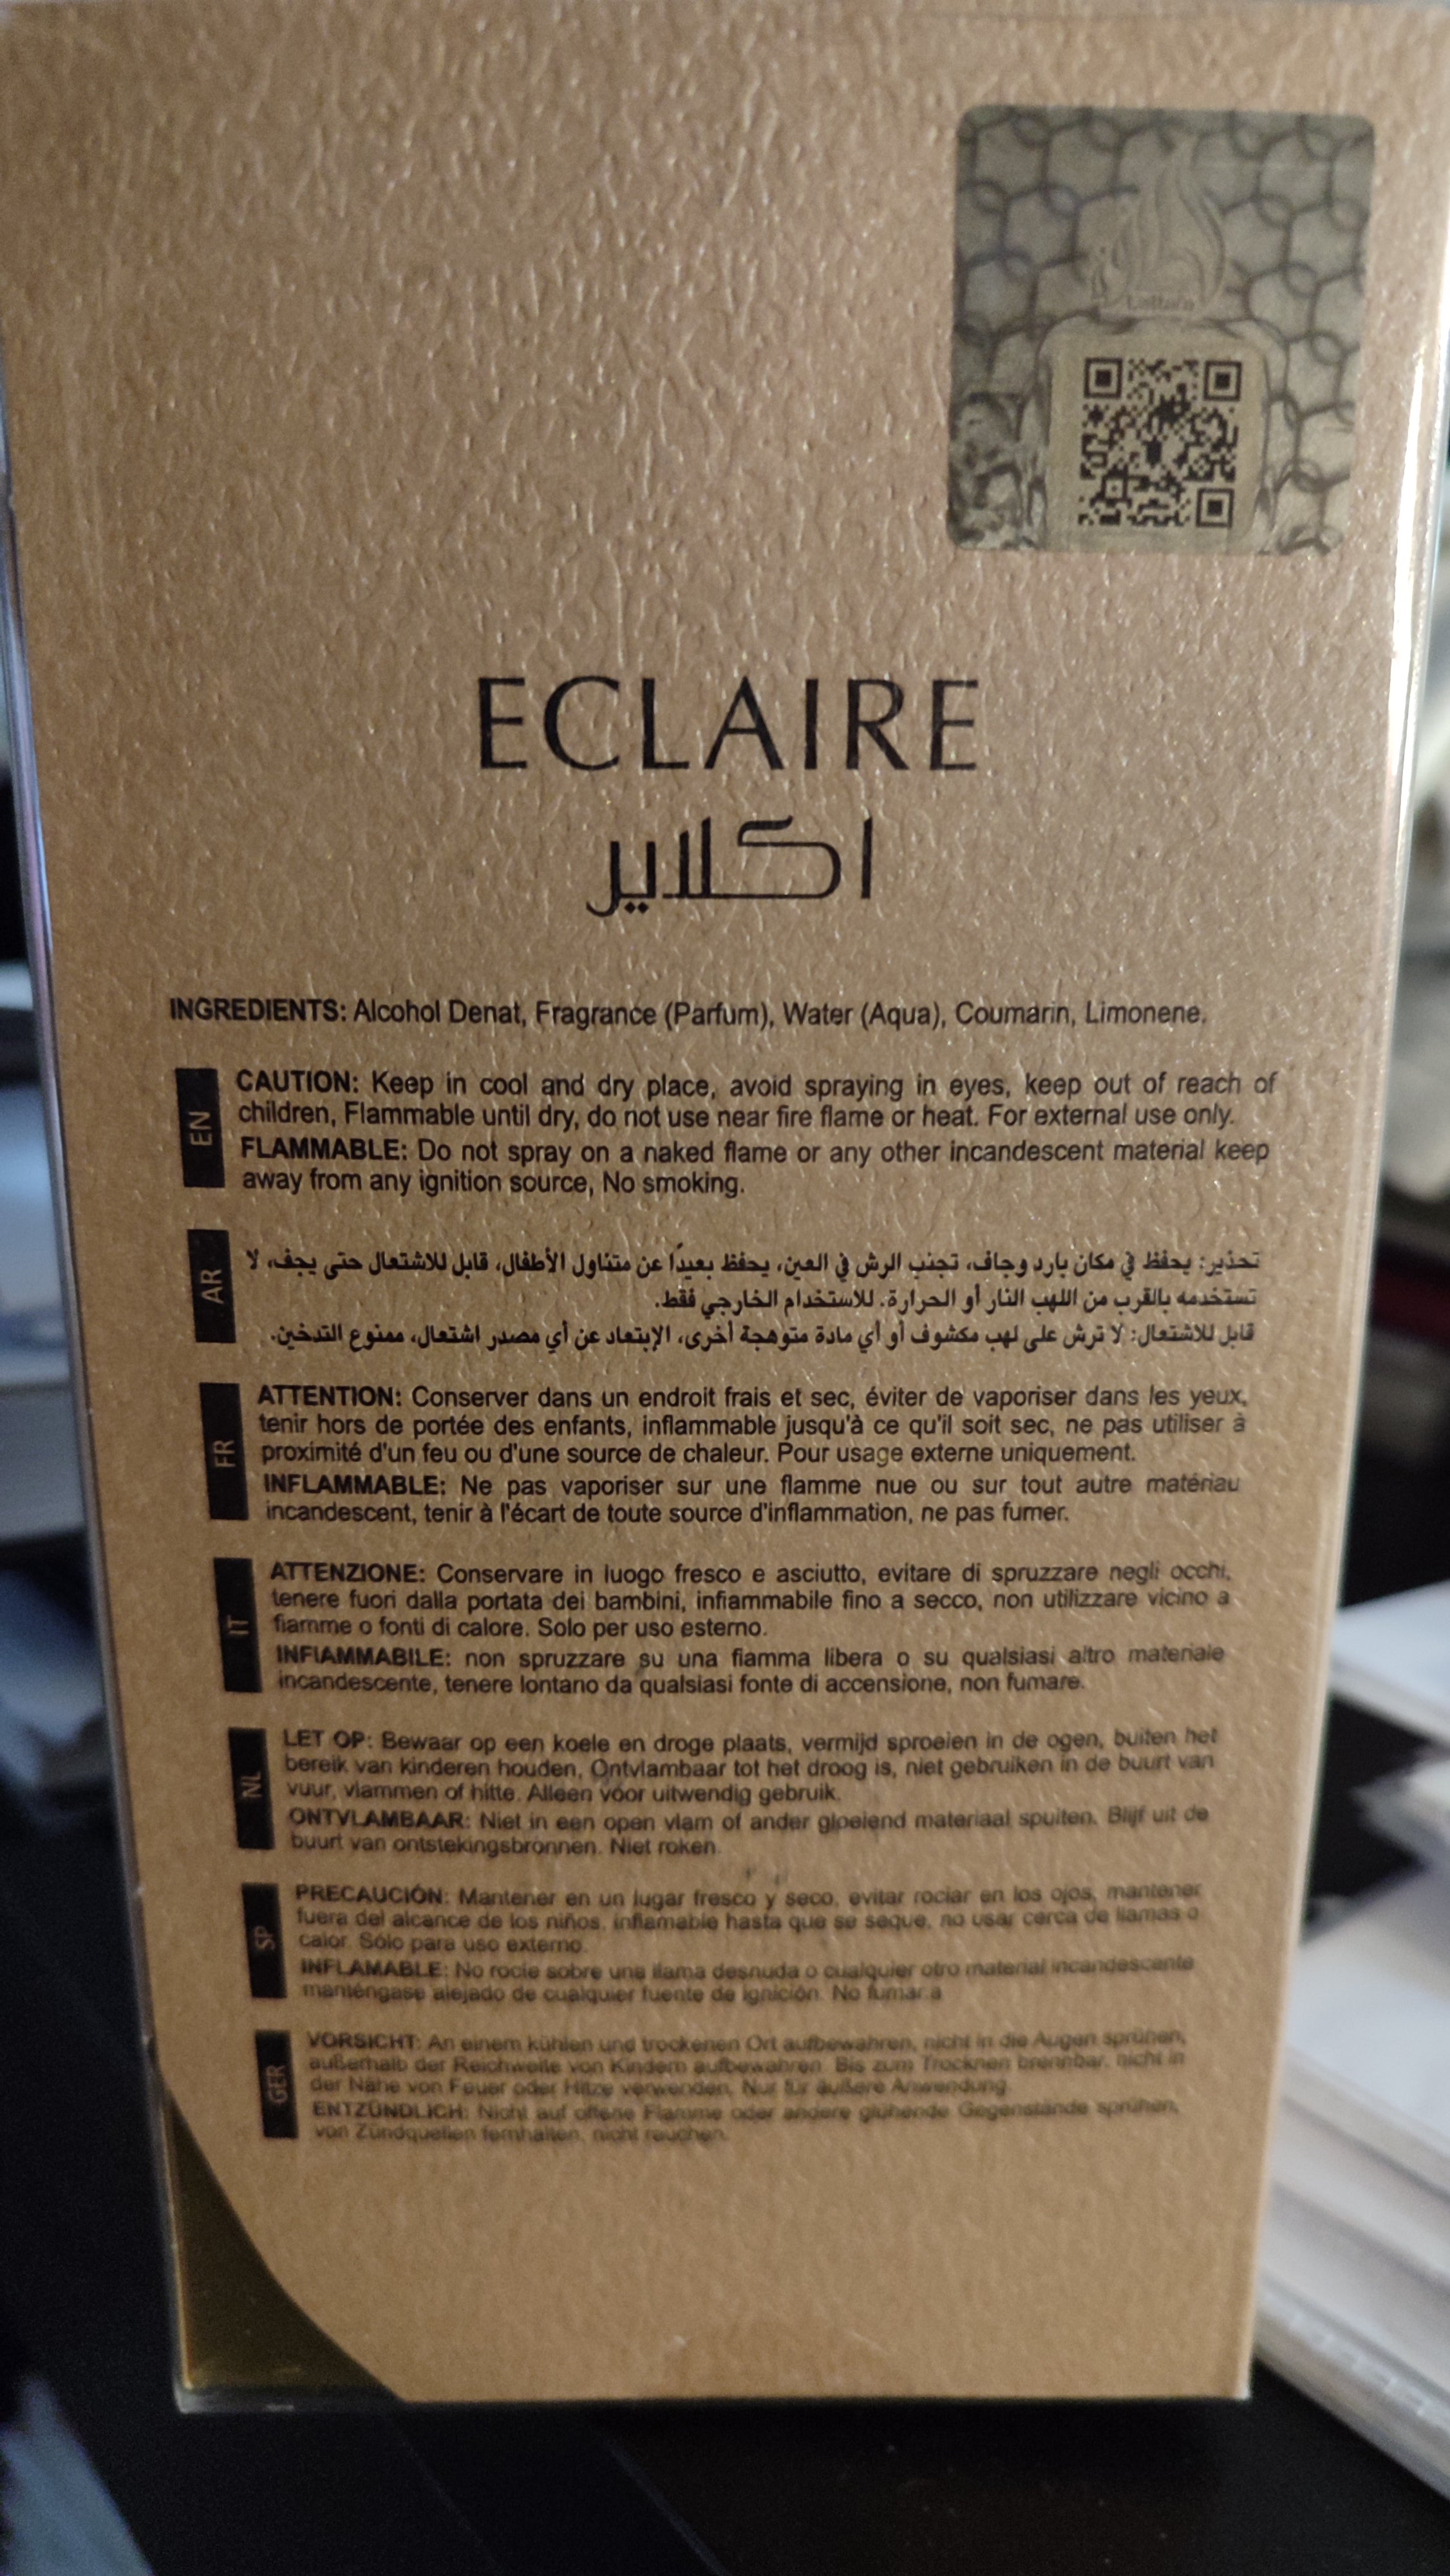 Lattafa
ECLAIRE
اكلاير
INGREDIENTS: Alcohol Denat, Fragrance (Parfum), Water (Aqua), Coumarin, Limonene.
EN
CAUTION: Keep in cool and dry place, avoid spraying in eyes, keep out of reach of
children, Flammable until dry, do not use near fire flame or heat. For external use only.
FLAMMABLE: Do not spray on a naked flame or any other incandescent material keep
away from any ignition source, No smoking.
AR
تحذير: يحفظ في مكان بارد وجاف، تجنب الرش في العين، يحفظ بعيدًا عن متناول الأطفال، قابل للاشتعال حتى يجف، لا
تستخدمه بالقرب من اللهب النار أو الحرارة. للاستخدام الخارجي فقط.
قابل للاشتعال: لا ترش على لهب مكشوف أو أي مادة متوهجة أخرى، الإبتعاد عن أي مصدر اشتعال، ممنوع التدخين.
FR
ATTENTION: Conserver dans un endroit frais et sec, éviter de vaporiser dans les yeux,
tenir hors de portée des enfants, inflammable jusqu'à ce qu'il soit sec, ne pas utiliser à
proximité d'un feu ou d'une source de chaleur. Pour usage externe uniquement.
INFLAMMABLE: Ne pas vaporiser sur une flamme nue ou sur tout autre matériau
incandescent, tenir à l'écart de toute source d'inflammation, ne pas fumer.
IT
ATTENZIONE: Conservare in luogo fresco e asciutto, evitare di spruzzare negli occhi,
tenere fuori dalla portata dei bambini, infiammabile fino a secco, non utilizzare vicino a
fiamme o fonti di calore. Solo per uso esterno.
INFIAMMABILE: non spruzzare su una fiamma libera o su qualsiasi altro materiale
incandescente, tenere lontano da qualsiasi fonte di accensione, non fumare.
NL
LET OP: Bewaar op een koele en droge plaats, vermijd sproeien in de ogen, buiten het
bereik van kinderen houden, Ontvlambaar tot het droog is, niet gebruiken in de buurt van
vuur, vlammen of hitte. Alleen vóor uitwendig gebruik.
ONTVLAMBAAR: Niet in een open vlam of ander gloeiend materiaal spuiten. Blijf uit de
buurt van ontstekingsbronnen. Niet roken.
SP
PRECAUCIÓN: Mantener en un lugar fresco y seco, evitar rociar en los ojos, mantener
fuera del alcance de los niños, inflamable hasta que se seque, no usar cerca de llamas o
calor. Sólo para uso externo.
INFLAMABLE: No rocíe sobre una llama desnuda o cualquier otro material incandescente
manténgase alejado de cualquier fuente de ignición. No fumar.a
GER
VORSICHT: An einem kühlen und trockenen Ort aufbewahren, nicht in die Augen sprühen,
außerhalb der Reichweite von Kindern aufbewahren. Bis zum Trocknen brennbar, nicht in
der Nähe von Feuer oder Hitze verwenden. Nur für äußere Anwendung.
ENTZÜNDLICH: Nicht auf offene Flamme oder andere glühende Gegenstände sprühen,
von Zündquellen fernhalten, nicht rauchen.